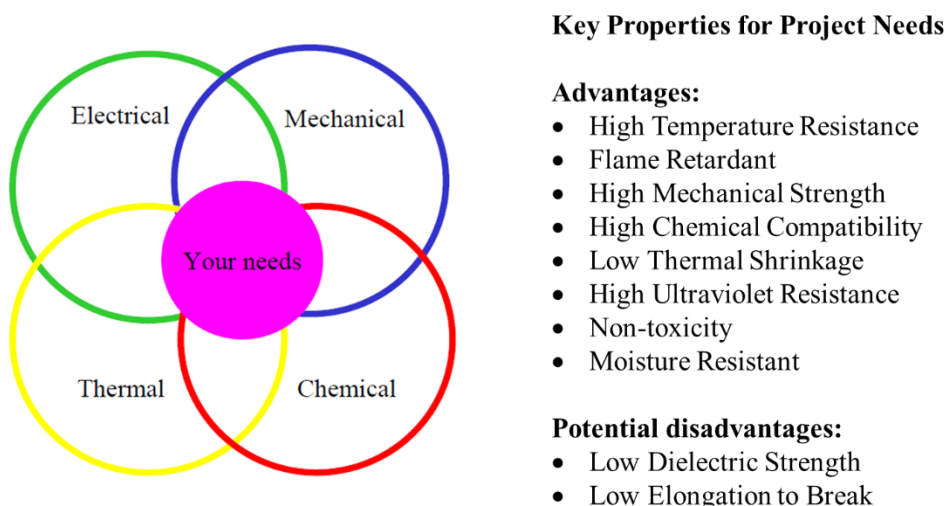 Electrical
Mechanical
Your needs
Thermal
Chemical
Key Properties for Project Needs
Advantages:
• High Temperature Resistance
• Flame Retardant
• High Mechanical Strength
• High Chemical Compatibility
• Low Thermal Shrinkage
• High Ultraviolet Resistance
• Non-toxicity
• Moisture Resistant
Potential disadvantages:
• Low Dielectric Strength
• Low Elongation to Break